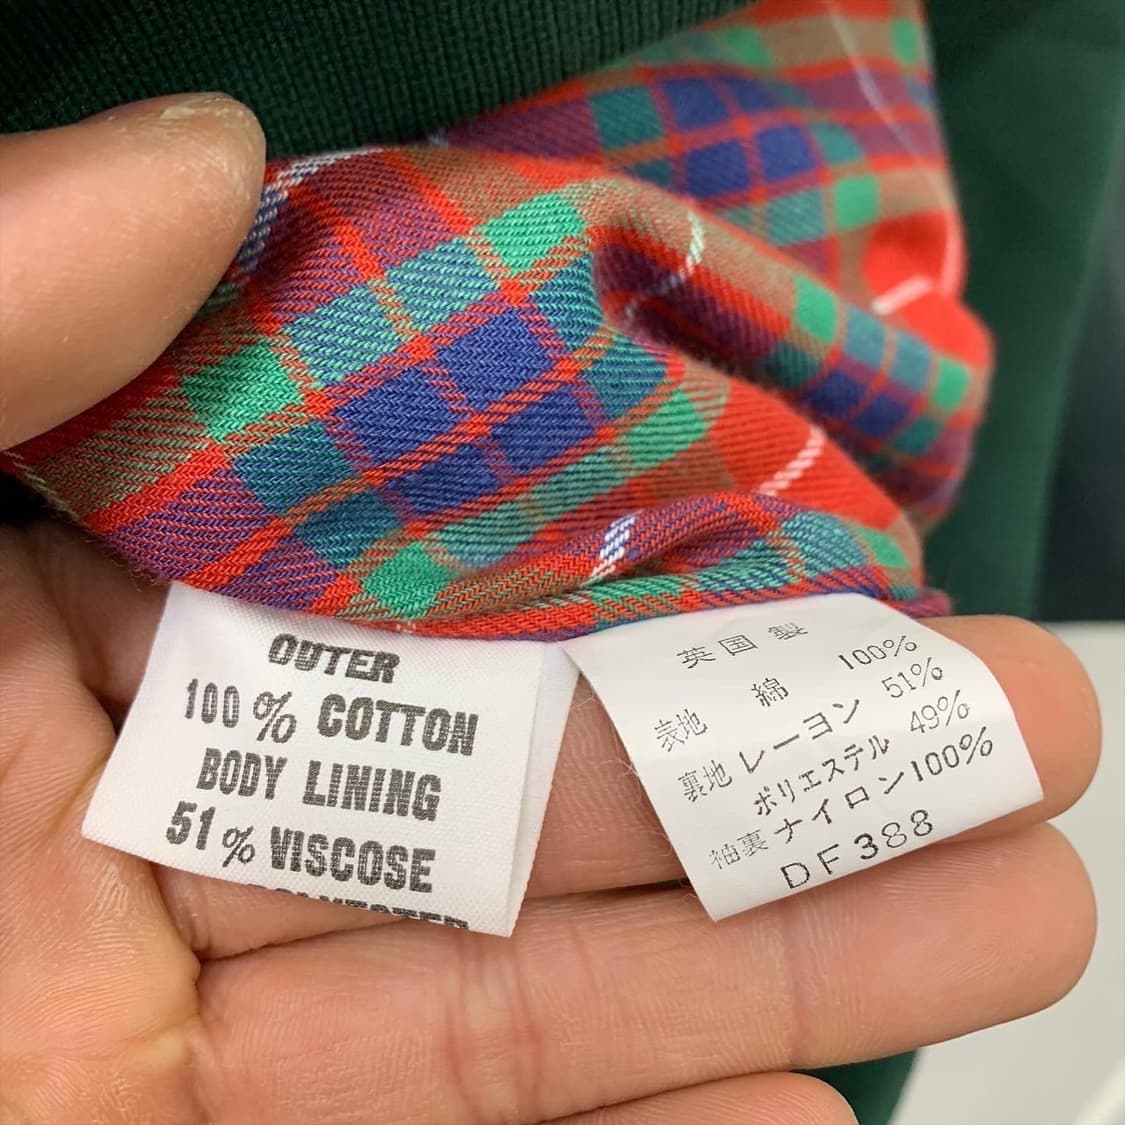 OUTER
100% COTTON
BODY LINING
51% VISCOSE
POLYESTER
英国製
表地 綿 100%
裏地 レーヨン 51%
ポリエステル 49%
袖裏 ナイロン 100%
DF388